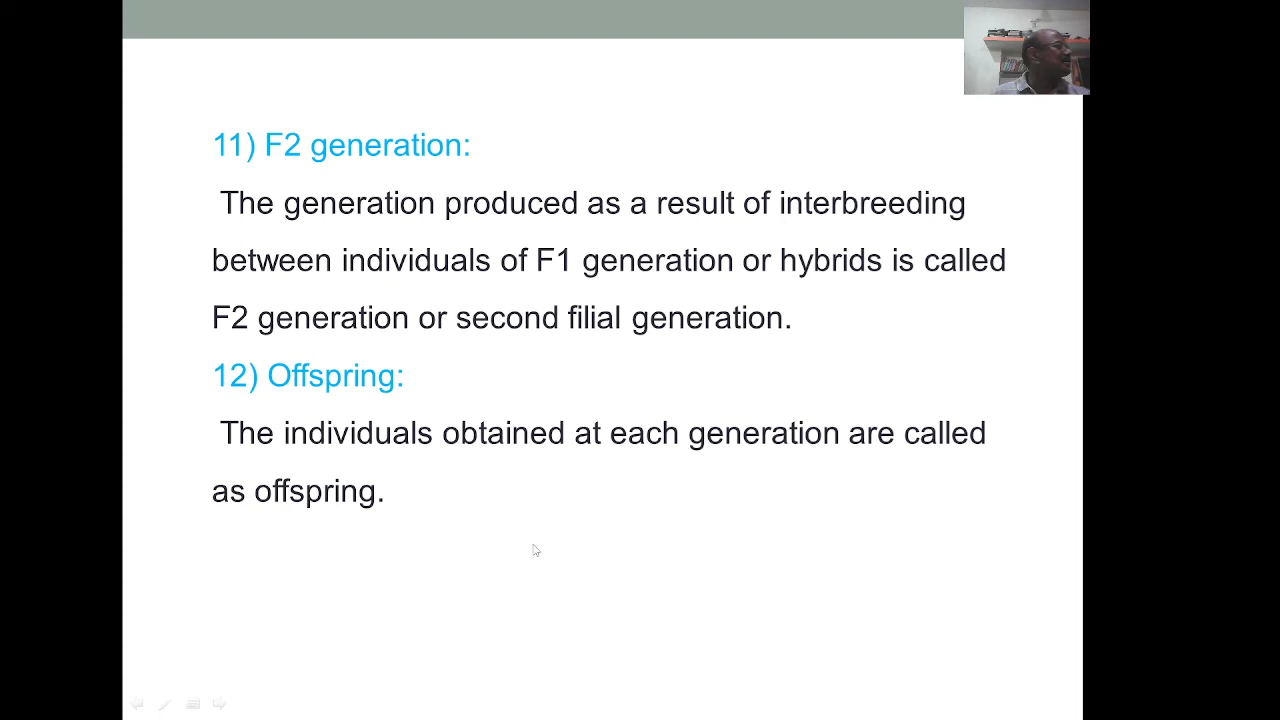 11) F2 generation:
The generation produced as a result of interbreeding
between individuals of F1 generation or hybrids is called
F2 generation or second filial generation.
12) Offspring:
The individuals obtained at each generation are called
as offspring.